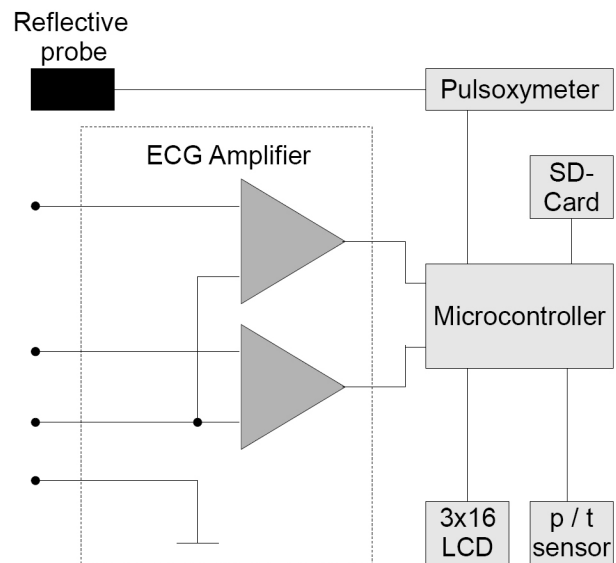 Reflective
probe
Pulsoxymeter
ECG Amplifier
SD-
Card
Microcontroller
3x16
LCD
p / t
sensor